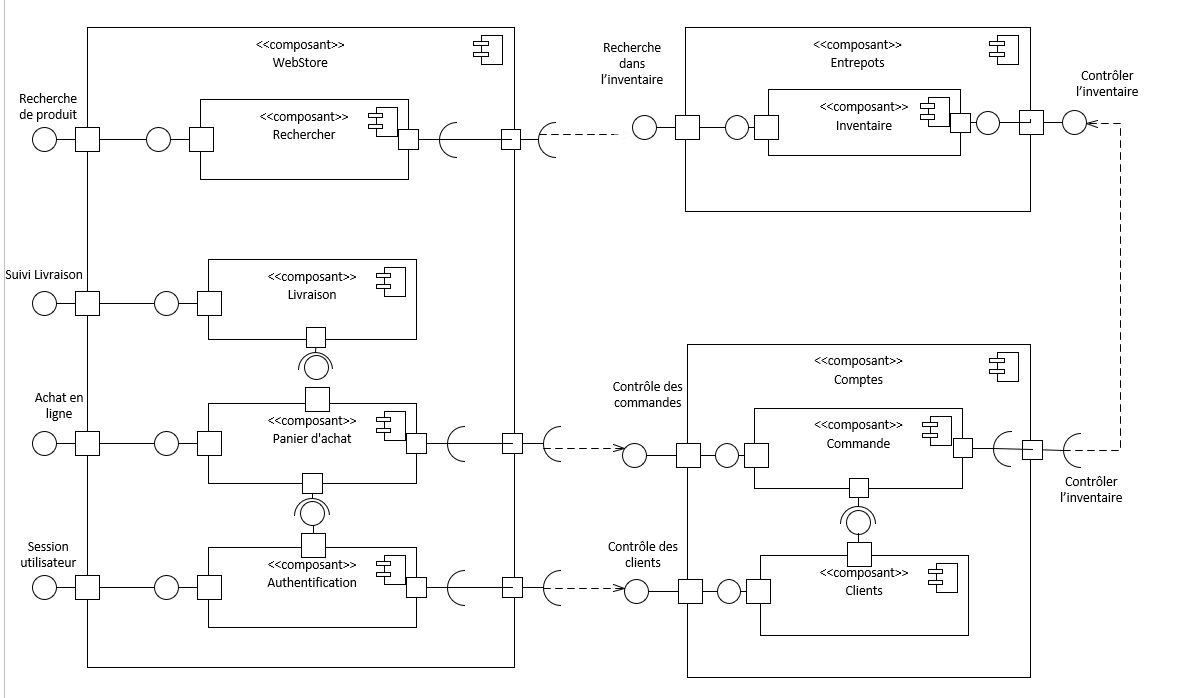 <<composant>>
WebStore
Recherche
de produit
<<composant>>
Rechercher
Suivi Livraison
<<composant>>
Livraison
Achat en
ligne
<<composant>>
Panier d'achat
Session
utilisateur
<<composant>>
Authentification
Recherche
dans
l'inventaire
<<composant>>
Entrepots
<<composant>>
Inventaire
Contrôler
l'inventaire
Contrôle des
commandes
<<composant>>
Comptes
<<composant>>
Commande
Contrôler
l'inventaire
Contrôle des
clients
<<composant>>
Clients